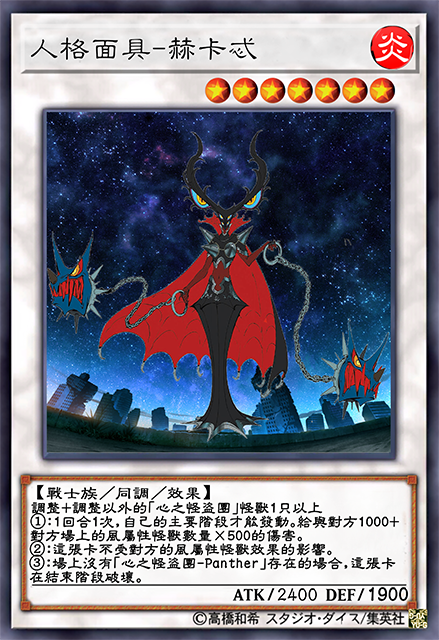 人格面具-赫卡忒
炎
【戰士族／同調／效果】
調整＋調整以外的「心之怪盜團」怪獸1只以上
①：1回合1次，自己的主要階段才能發動。給與對方1000＋
對方場上的風屬性怪獸數量×500的傷害。
②：這張卡不受對方的風屬性怪獸效果的影響。
③：場上沒有「心之怪盜團-Panther」存在的場合，這張卡
在結束階段破壞。
ATK/2400 DEF/1900
©高橋和希 スタジオ・ダイス/集英社